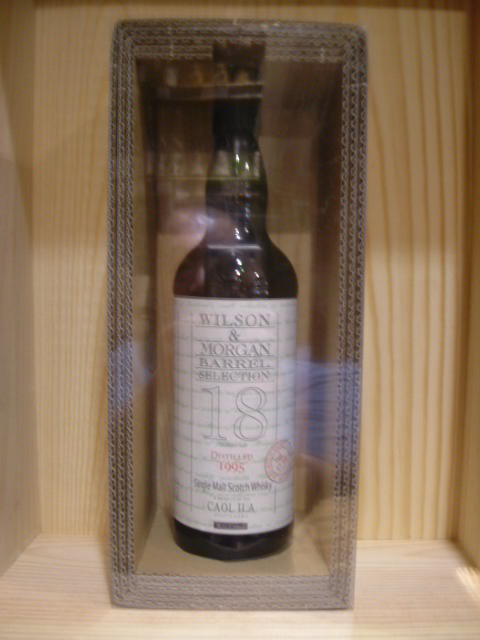 WILSON
&
MORGAN
BARREL
SELECTION
18
DISTILLED
1995
Single Malt Scotch Whisky
CAOL ILA